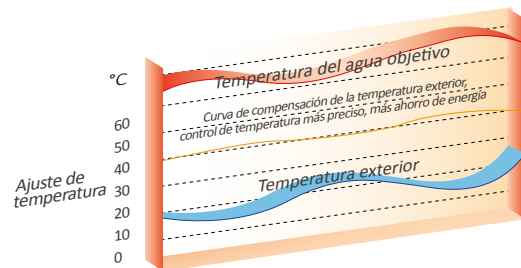 Temperatura del agua objetivo
°C
Curva de compensación de la temperatura exterior,
control de temperatura más preciso, más ahorro de energía
60
50
40
30
20
10
0
Ajuste de
temperatura
Temperatura exterior